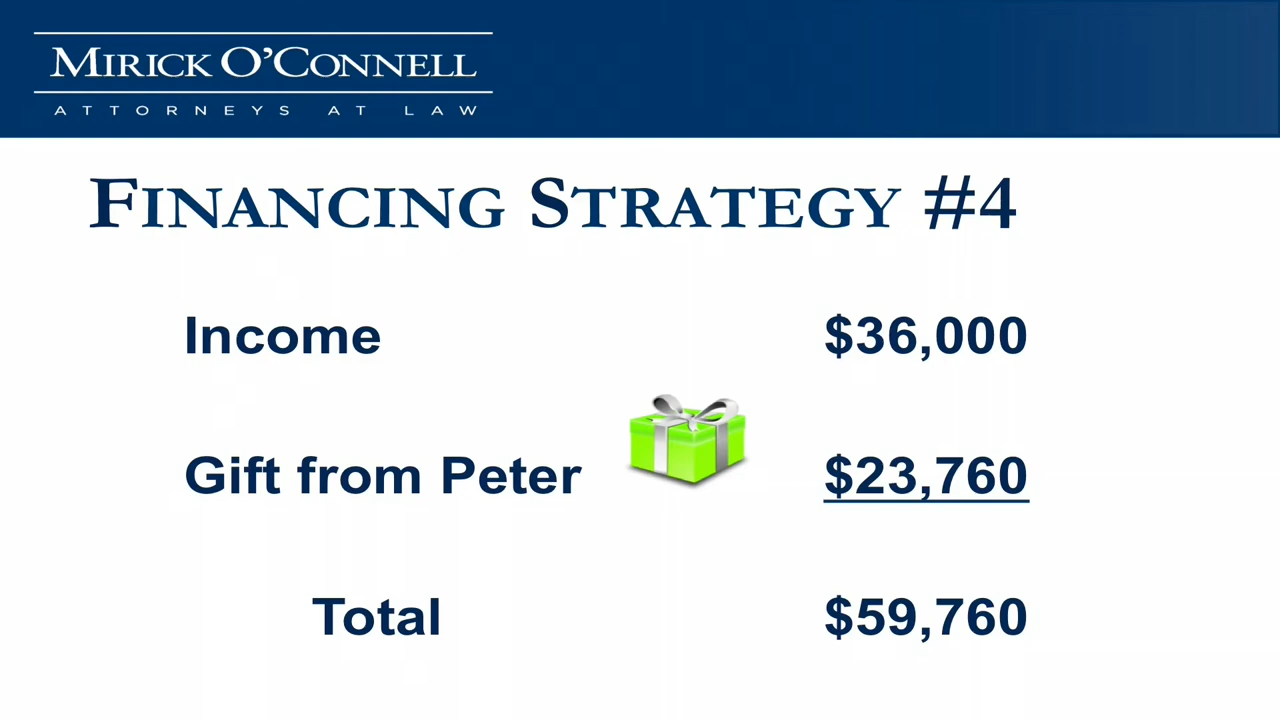 MIRICK O'CONNELL
ATTORNEYS AT LAW
FINANCING STRATEGY #4
Income $36,000
Gift from Peter $23,760
Total $59,760